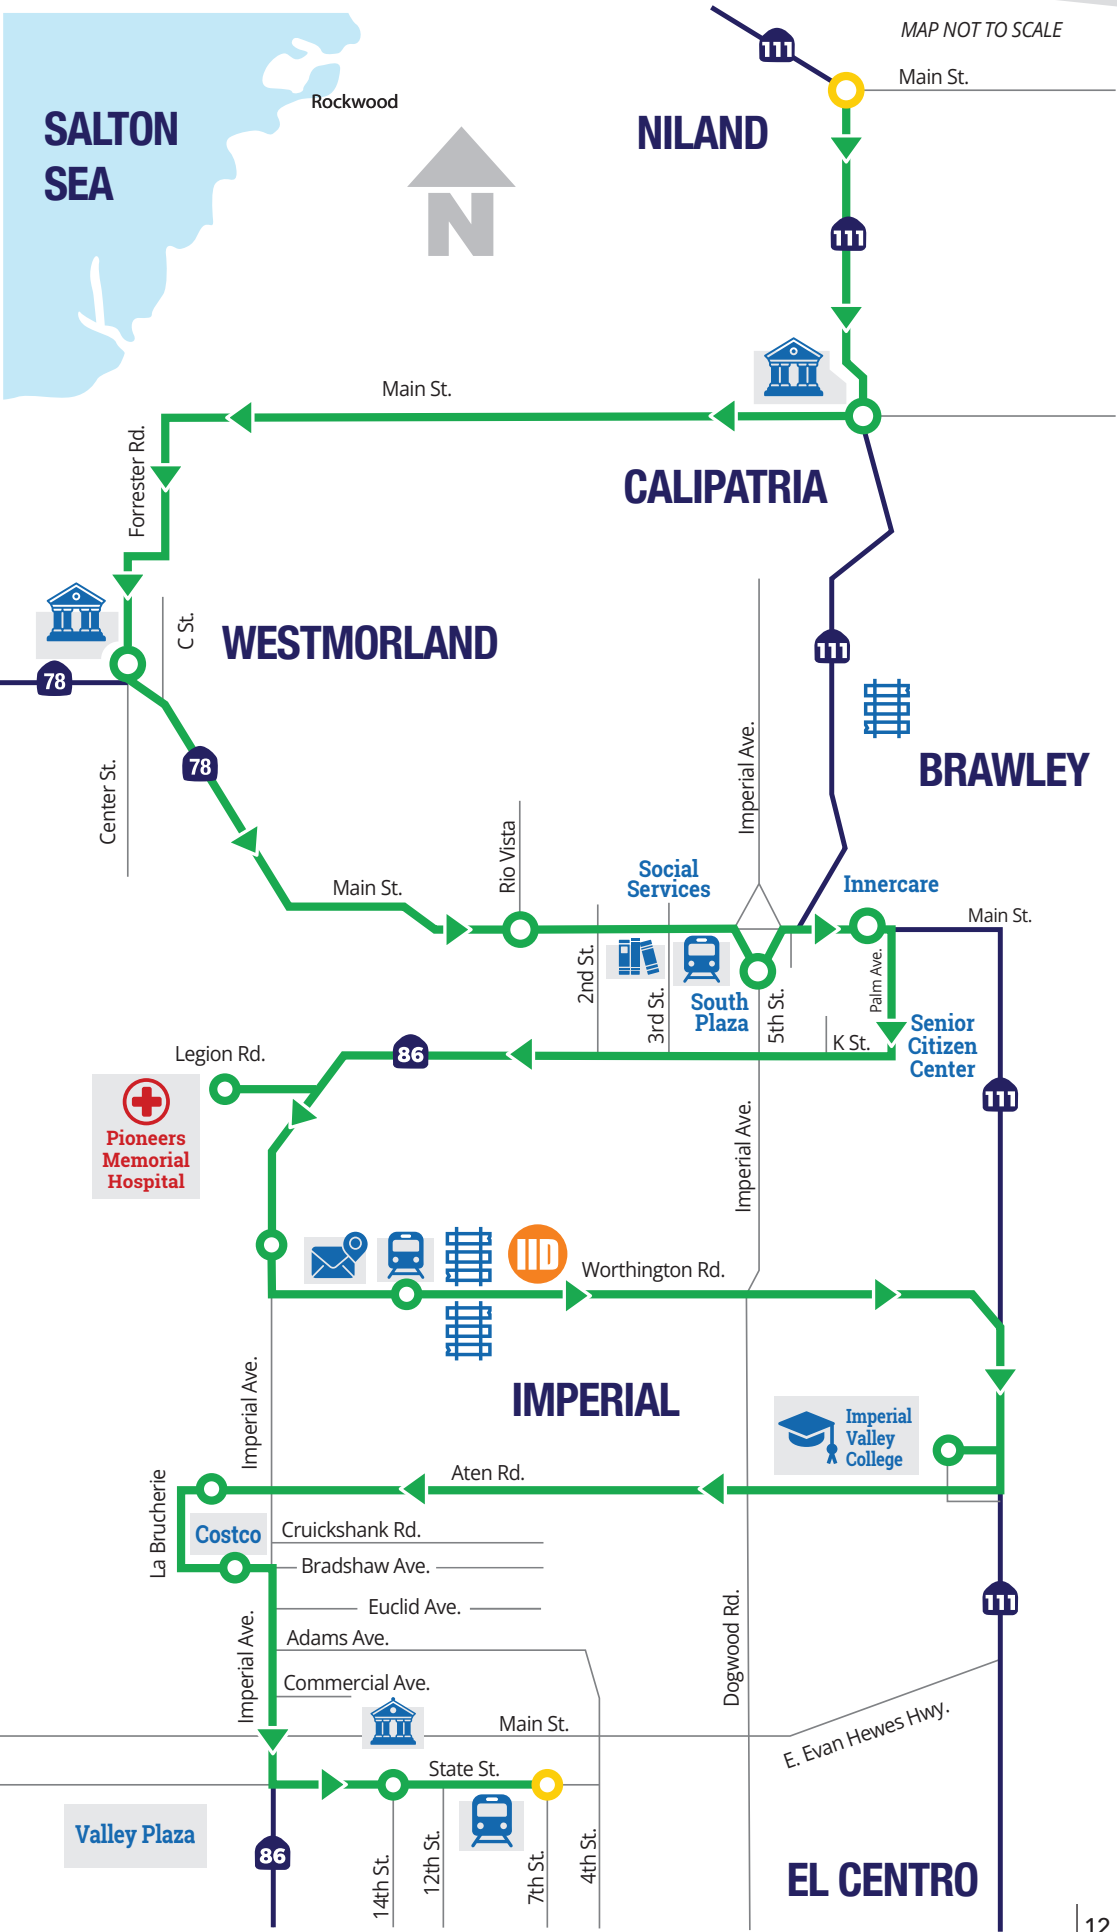 MAP NOT TO SCALE
111
Main St.
Rockwood
SALTON
SEA
NILAND
N
111
Main St.
Forrester Rd.
CALIPATRIA
C St.
WESTMORLAND
111
78
78
Imperial Ave.
BRAWLEY
Center St.
Rio Vista
Social
Services
Innercare
Main St.
Main St.
2nd St.
3rd St.
South
Plaza
5th St.
Palm Ave.
K St.
Senior
Citizen
Center
Legion Rd.
86
111
Pioneers
Memorial
Hospital
Imperial Ave.
IID
Worthington Rd.
Imperial Ave.
IMPERIAL
Imperial
Valley
College
Aten Rd.
La Brucherie
Costco
Cruickshank Rd.
Bradshaw Ave.
Euclid Ave.
111
Adams Ave.
Imperial Ave.
Dogwood Rd.
Commercial Ave.
Main St.
E. Evan Hewes Hwy.
State St.
Valley Plaza
86
14th St.
12th St.
7th St.
4th St.
EL CENTRO
12